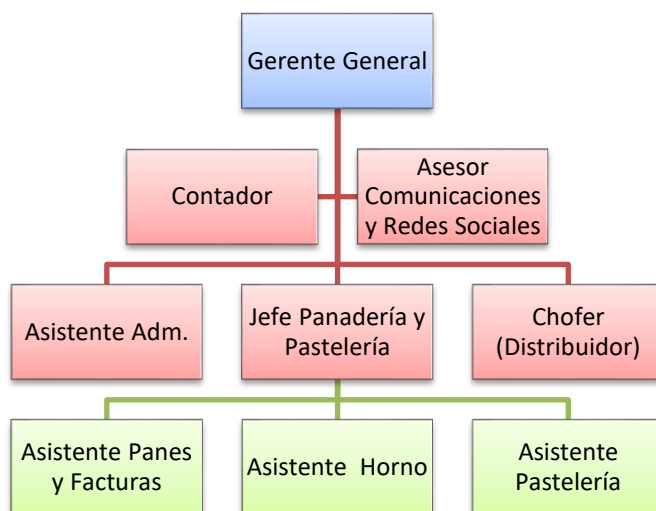 Gerente General
Contador
Asesor
Comunicaciones
y Redes Sociales
Asistente Adm.
Jefe Panadería y
Pastelería
Chofer
(Distribuidor)
Asistente Panes
y Facturas
Asistente  Horno
Asistente
Pastelería